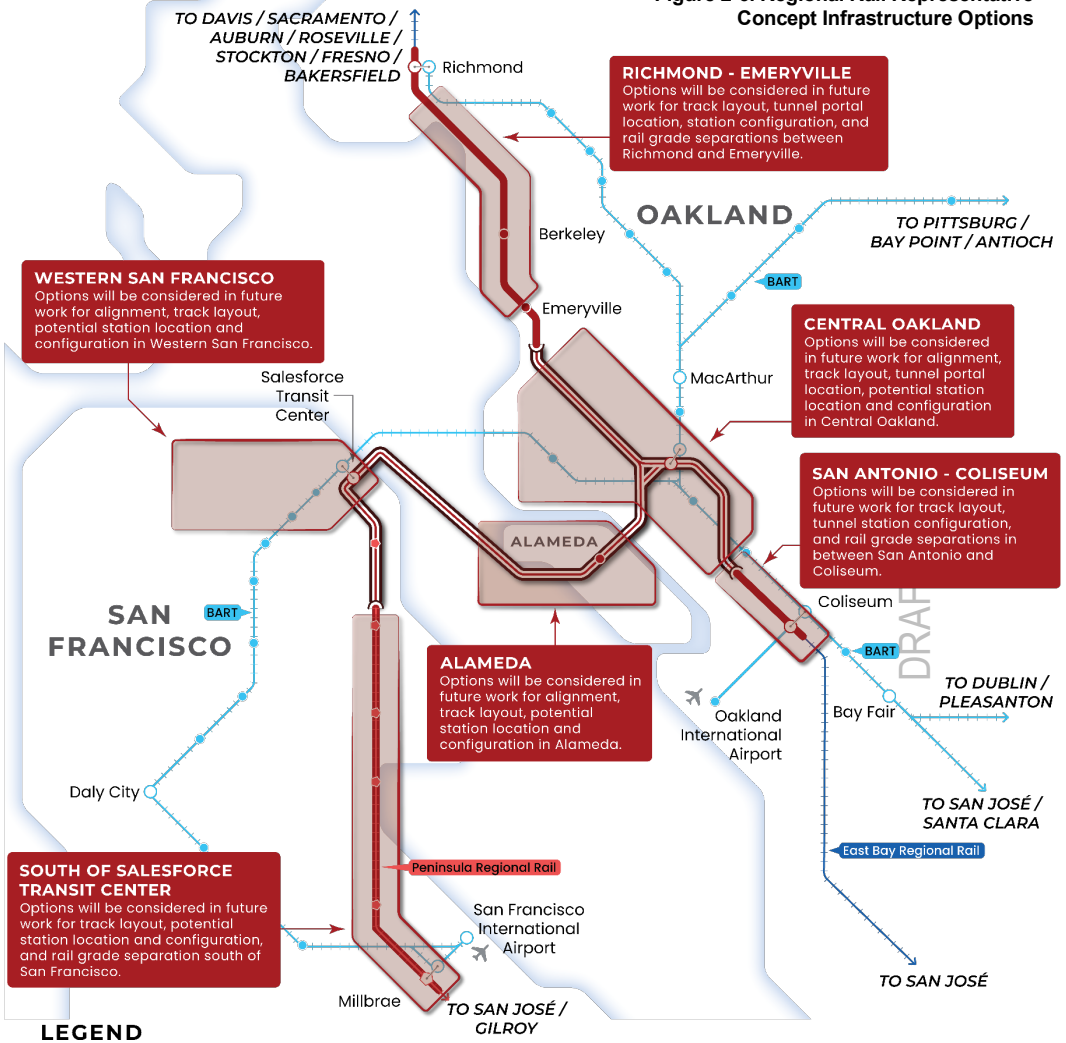 Concept Infrastructure Options
TO DAVIS / SACRAMENTO /
AUBURN / ROSEVILLE /
STOCKTON / FRESNO /
BAKERSFIELD
Richmond
RICHMOND - EMERYVILLE
Options will be considered in future
work for track layout, tunnel portal
location, station configuration, and
rail grade separations between
Richmond and Emeryville.
OAKLAND
TO PITTSBURG /
BAY POINT / ANTIOCH
Berkeley
BART
WESTERN SAN FRANCISCO
Options will be considered in future
work for alignment, track layout,
potential station location and
configuration in Western San Francisco.
Emeryville
CENTRAL OAKLAND
Options will be considered
in future work for alignment,
track layout, tunnel portal
location, potential station
location and configuration
in Central Oakland.
Salesforce
Transit
Center
MacArthur
SAN ANTONIO - COLISEUM
Options will be considered in
future work for track layout,
tunnel station configuration,
and rail grade separations in
between San Antonio and
Coliseum.
ALAMEDA
SAN
FRANCISCO
BART
Coliseum
BART
ALAMEDA
Options will be considered in
future work for alignment,
track layout, potential
station location and
configuration in Alameda.
Oakland
International
Airport
Bay Fair
TO DUBLIN /
PLEASANTON
Daly City
TO SAN JOSÉ /
SANTA CLARA
East Bay Regional Rail
Peninsula Regional Rail
SOUTH OF SALESFORCE
TRANSIT CENTER
Options will be considered in future
work for track layout, potential
station location and configuration,
and rail grade separation south of
San Francisco.
San Francisco
International
Airport
TO SAN JOSÉ
Millbrae
TO SAN JOSÉ /
GILROY
LEGEND